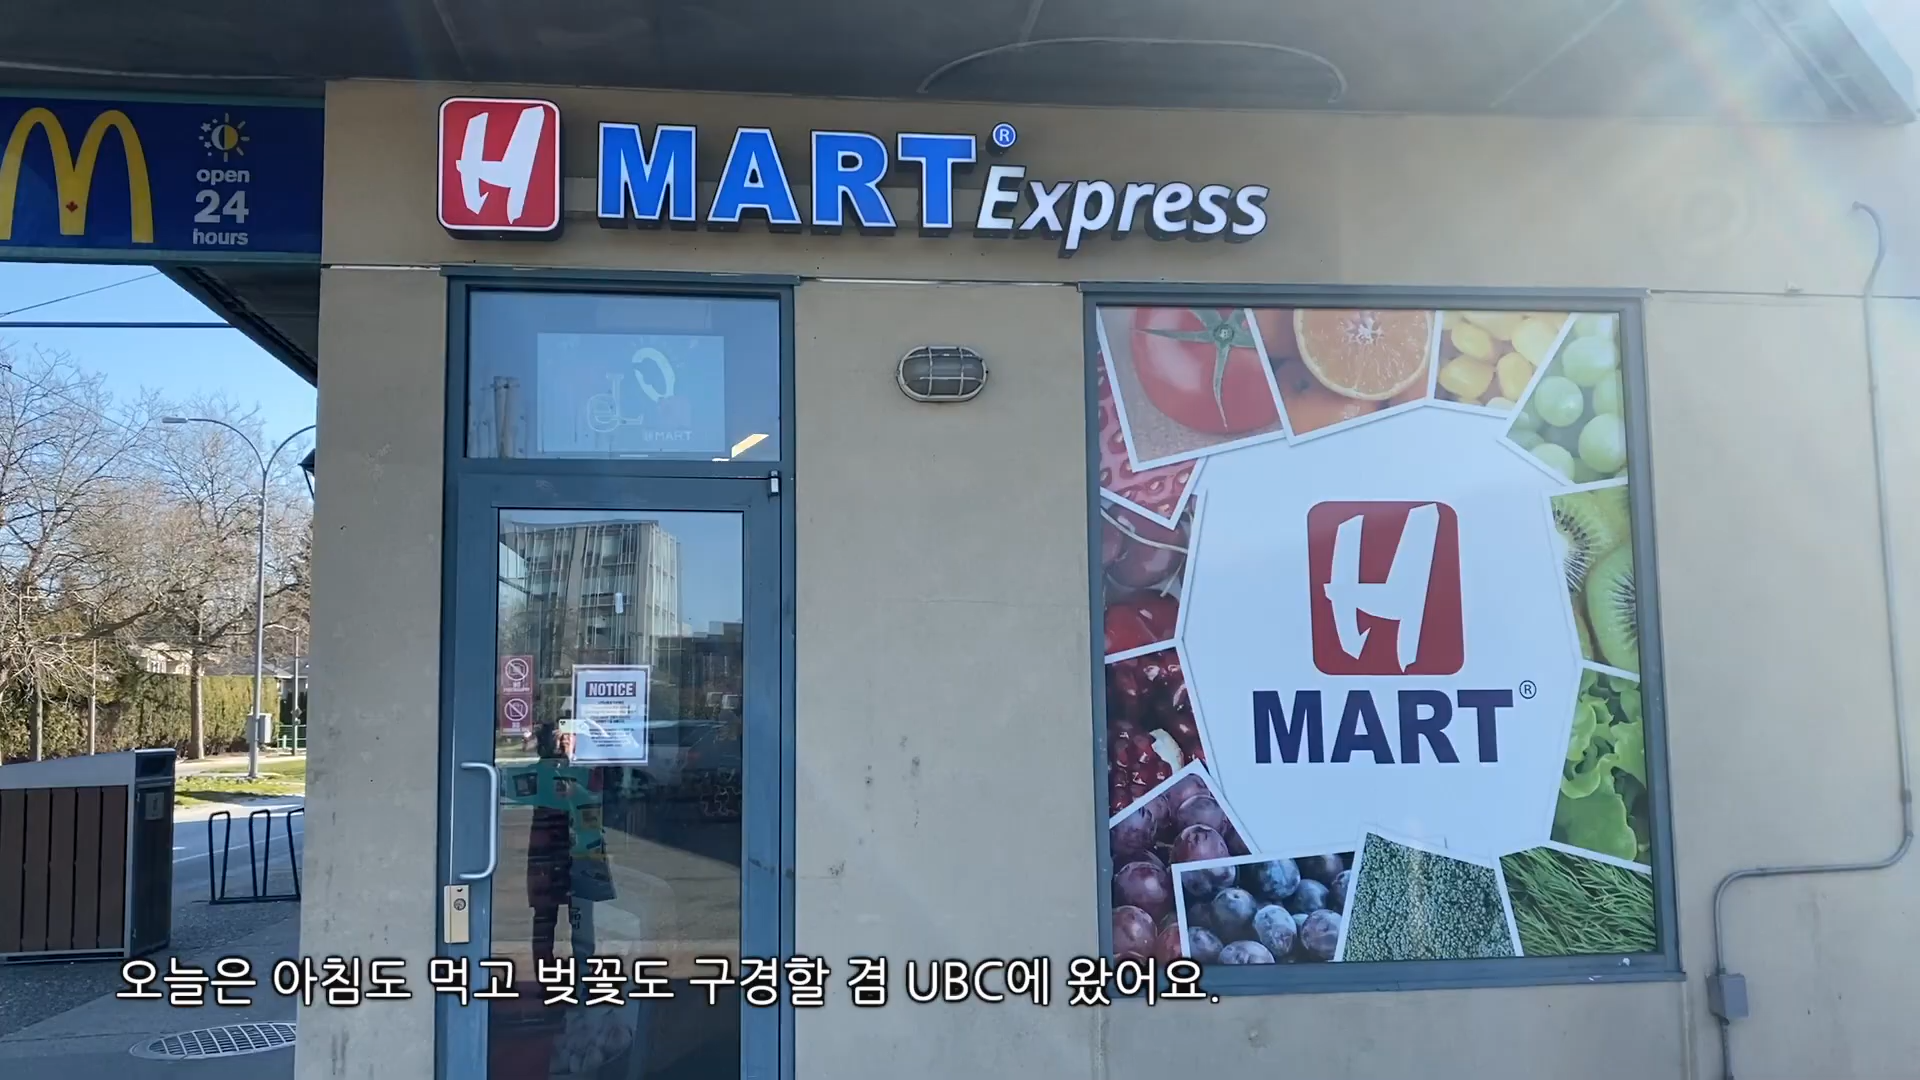 open
24
hours
H MART® Express
H MART
NOTICE
H
MART®
오늘은 아침도 먹고 벚꽃도 구경할 겸 UBC에 왔어요.